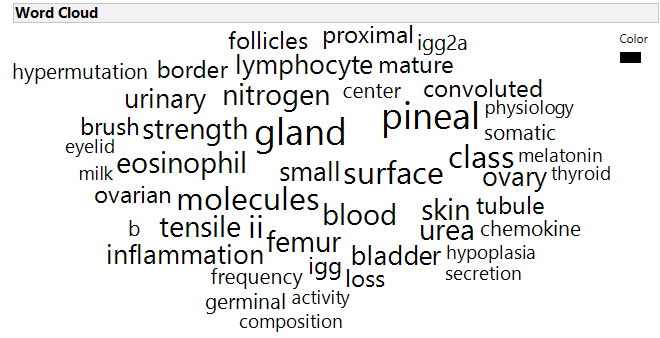 Word Cloud
Color
follicles proximal igg2a
hypermutation border lymphocyte mature
urinary nitrogen center convoluted
brush strength gland pineal physiology
somatic
eyelid
milk eosinophil small surface class melatonin
ovary thyroid
ovarian molecules blood skin tubule
b tensile ii urea chemokine
inflammation femur bladder hypoplasia
frequency igg loss secretion
germinal activity
composition